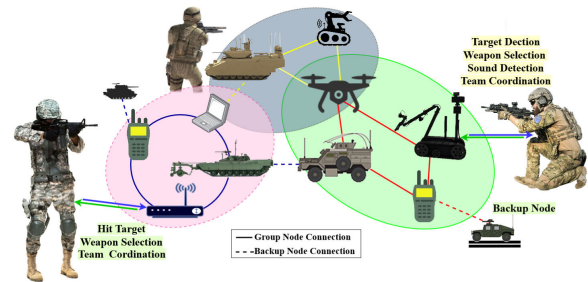 Target Dection
Weapon Selection
Sound Detection
Team Coordination
Backup Node
Hit Target
Weapon Selection
Team Cordination
Group Node Connection
Backup Node Connection